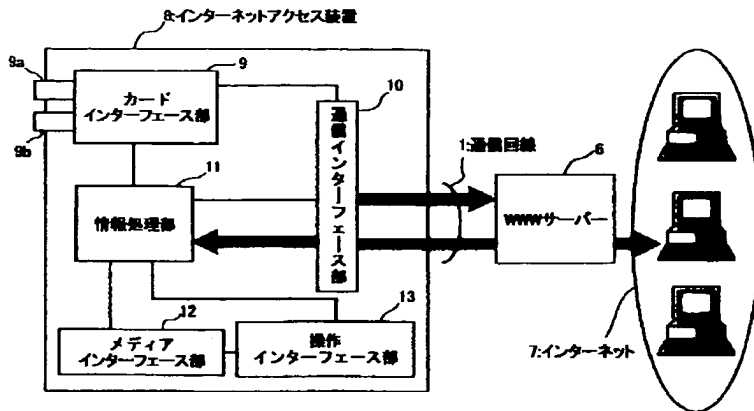 8:インターネットアクセス装置
9a
9
カード
インターフェース部
9b
10
通信インターフェース部
11
情報処理部
1:通信回線
6
WWWサーバー
12
メディア
インターフェース部
13
操作
インターフェース部
7:インターネット